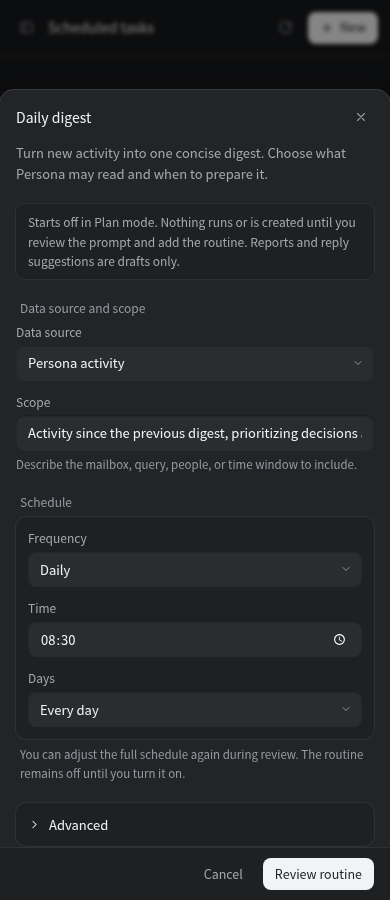 Scheduled tasks
+ New
Daily digest
Turn new activity into one concise digest. Choose what
Persona may read and when to prepare it.
Starts off in Plan mode. Nothing runs or is created until you
review the prompt and add the routine. Reports and reply
suggestions are drafts only.
Data source and scope
Data source
Persona activity
Scope
Activity since the previous digest, prioritizing decisions
Describe the mailbox, query, people, or time window to include.
Schedule
Frequency
Daily
Time
08:30
Days
Every day
You can adjust the full schedule again during review. The routine
remains off until you turn it on.
Advanced
Cancel
Review routine